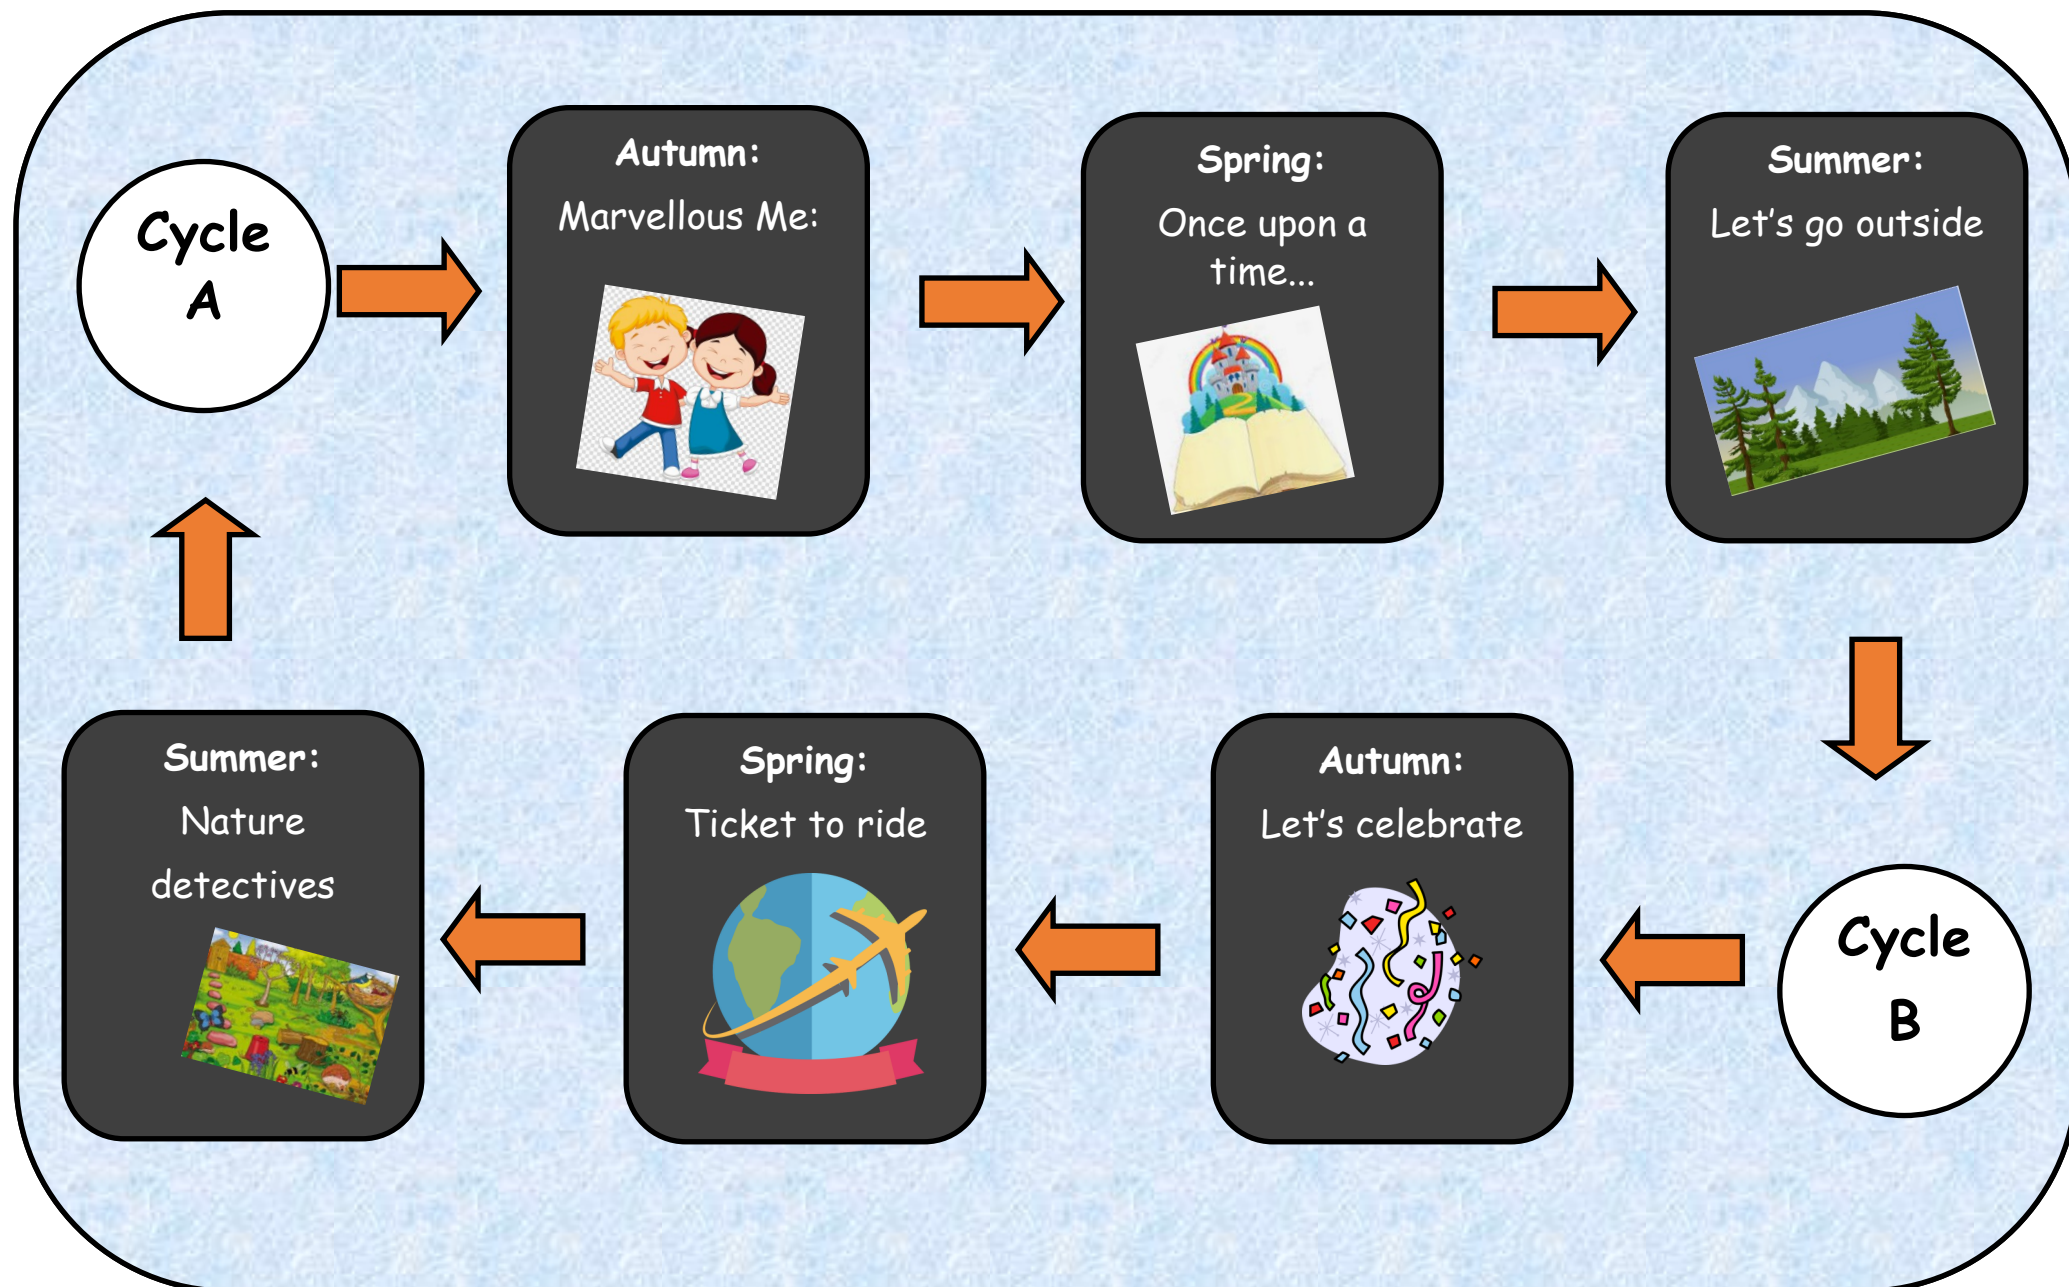 Cycle
A
Autumn:
Marvellous Me:
Spring:
Once upon a
time...
Summer:
Let's go outside
Cycle
B
Autumn:
Let's celebrate
Spring:
Ticket to ride
Summer:
Nature
detectives